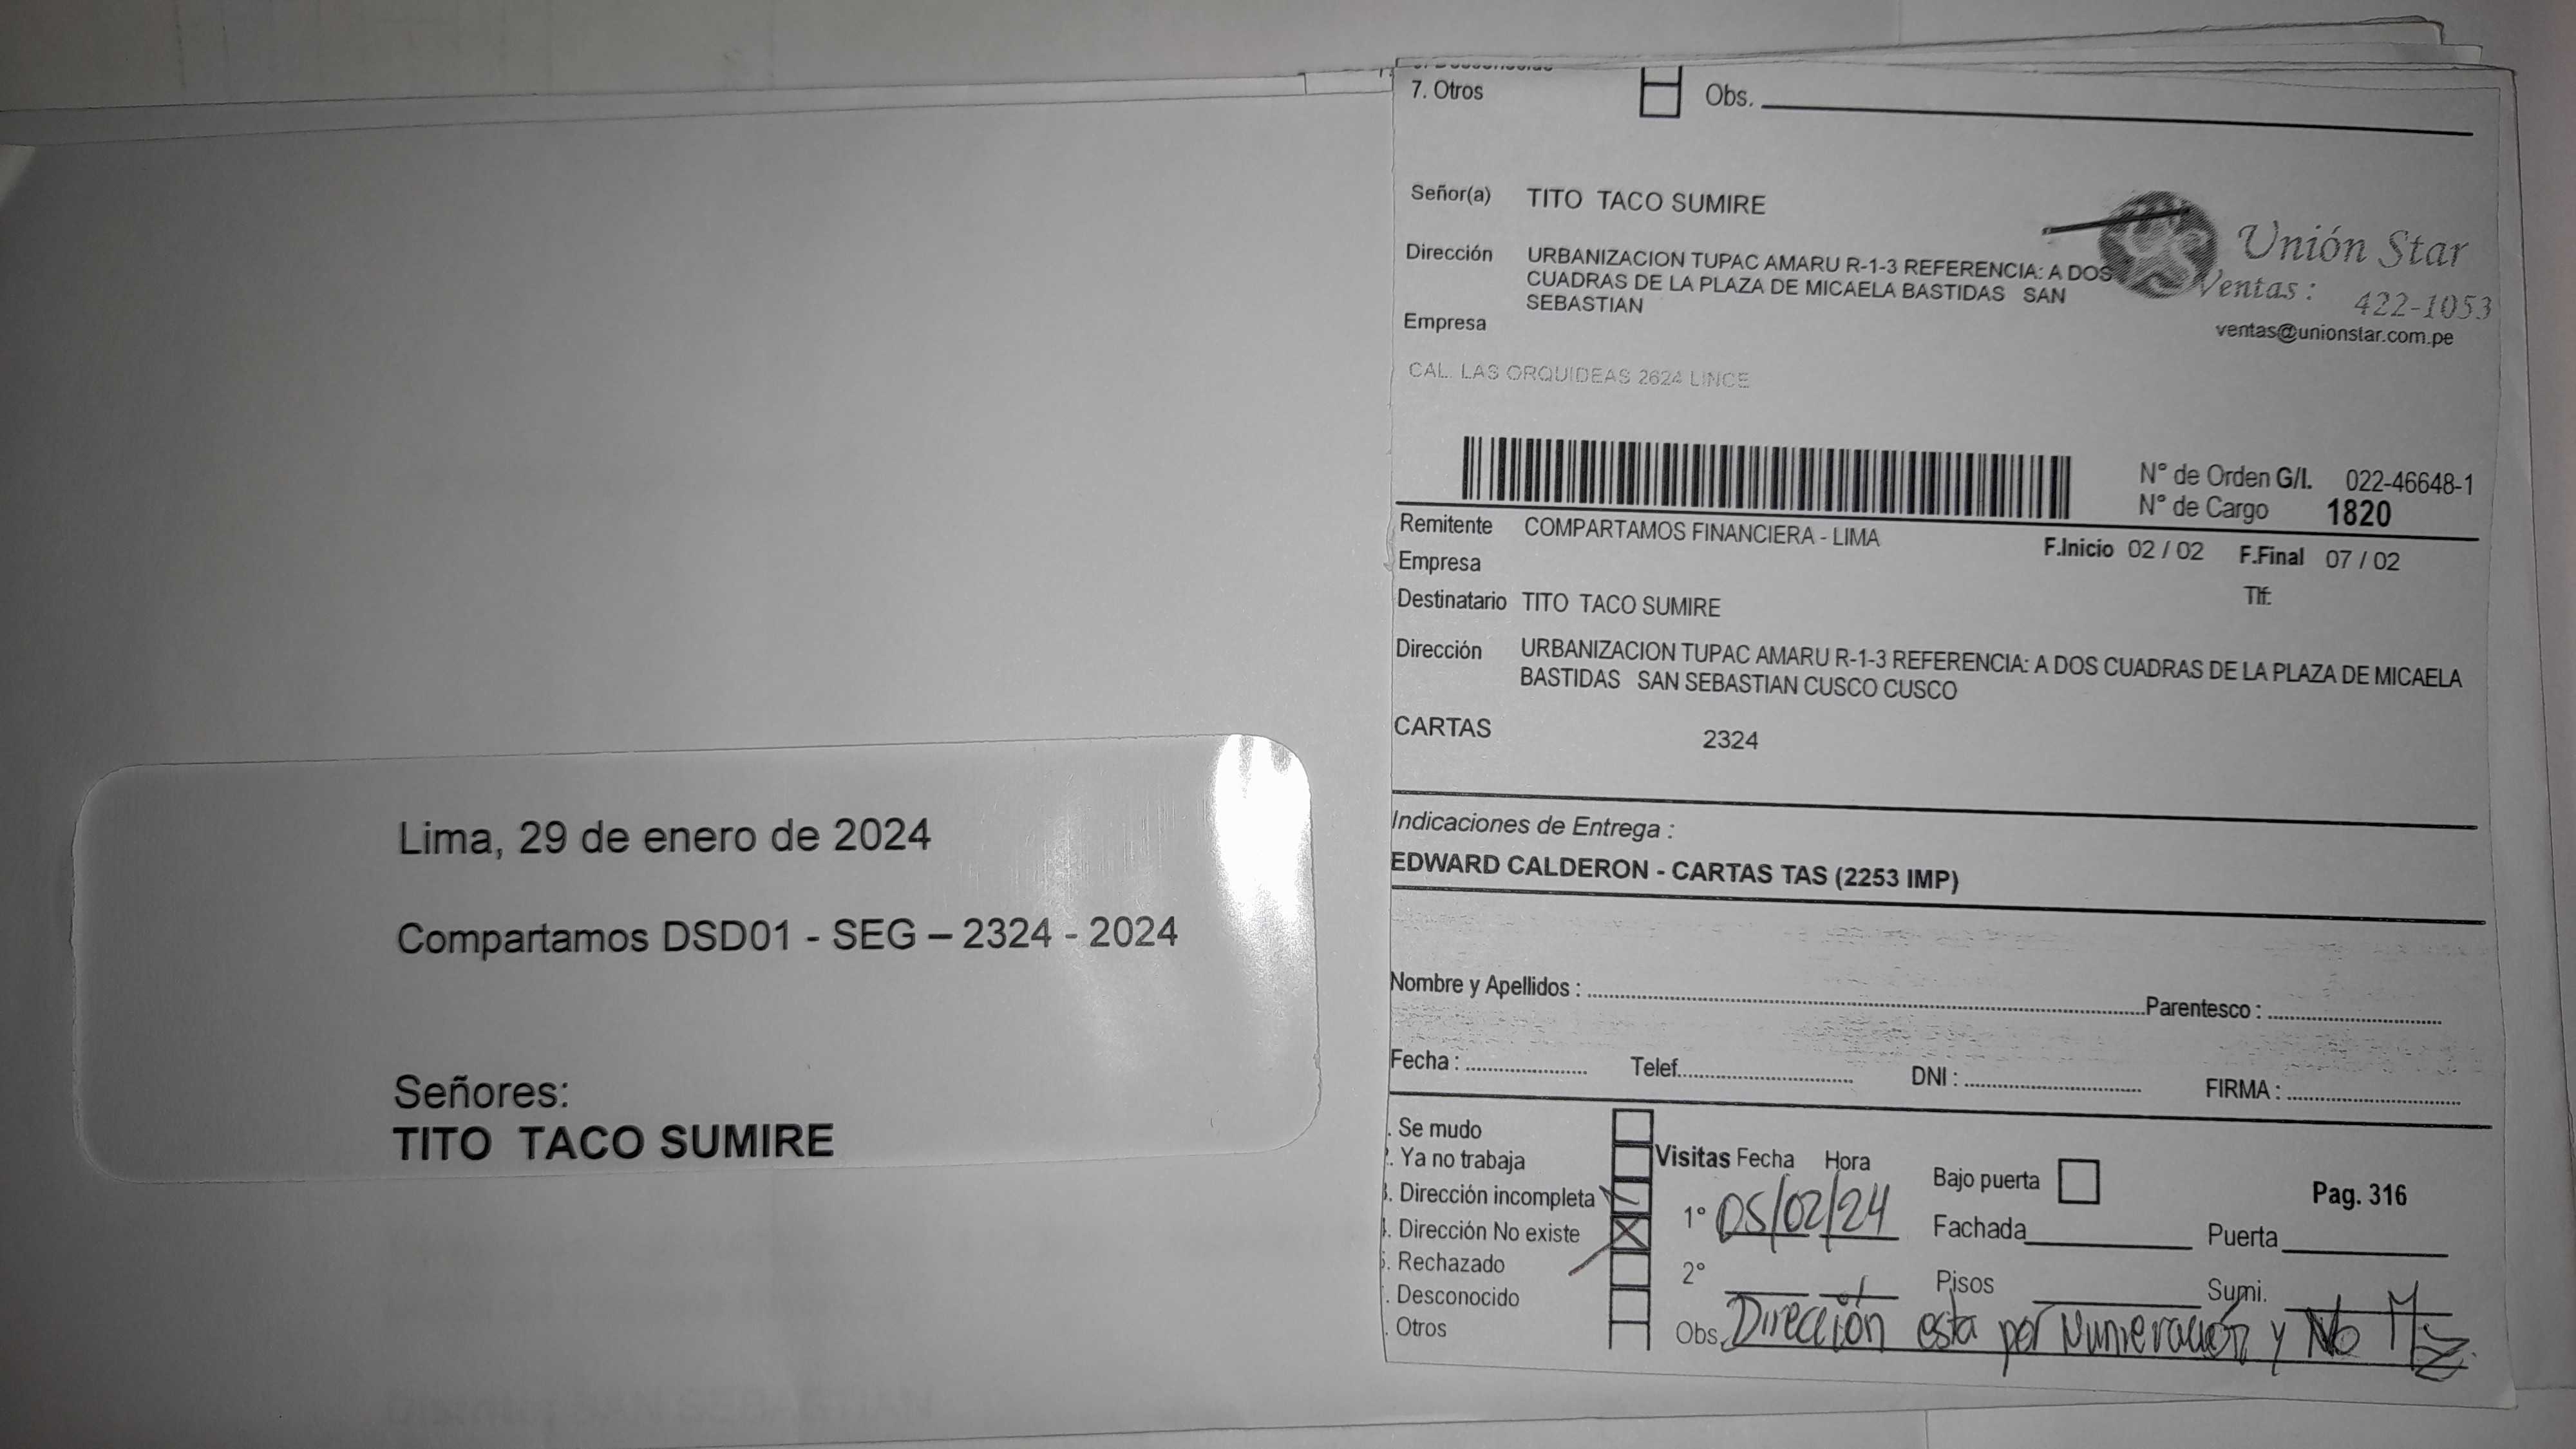 Lima, 29 de enero de 2024
Compartamos DSD01 - SEG – 2324 - 2024
Señores:
TITO TACO SUMIRE
7. Otros Obs.
Señor(a) TITO TACO SUMIRE
Dirección URBANIZACION TUPAC AMARU R-1-3 REFERENCIA: A DOS
CUADRAS DE LA PLAZA DE MICAELA BASTIDAS SAN
SEBASTIAN
Empresa
Unión Star
Ventas : 422-1053
ventas@unionstar.com.pe
CAL. LAS ORQUIDEAS 2624 LINCE
N° de Orden G/I. 022-46648-1
N° de Cargo 1820
Remitente COMPARTAMOS FINANCIERA - LIMA
F.Inicio 02 / 02 F.Final 07 / 02
Empresa
Tlf:
Destinatario TITO TACO SUMIRE
Dirección URBANIZACION TUPAC AMARU R-1-3 REFERENCIA: A DOS CUADRAS DE LA PLAZA DE MICAELA
BASTIDAS SAN SEBASTIAN CUSCO CUSCO
CARTAS 2324
Indicaciones de Entrega :
EDWARD CALDERON - CARTAS TAS (2253 IMP)
Nombre y Apellidos : Parentesco :
Fecha : Telef. DNI : FIRMA :
. Se mudo
. Ya no trabaja
. Dirección incompleta
. Dirección No existe
. Rechazado
. Desconocido
. Otros
Visitas Fecha Hora
1° 05/02/24
2°
Bajo puerta Pag. 316
Fachada Puerta
Pisos Sumi.
Obs. Dirección esta por Numeración y No Mz.